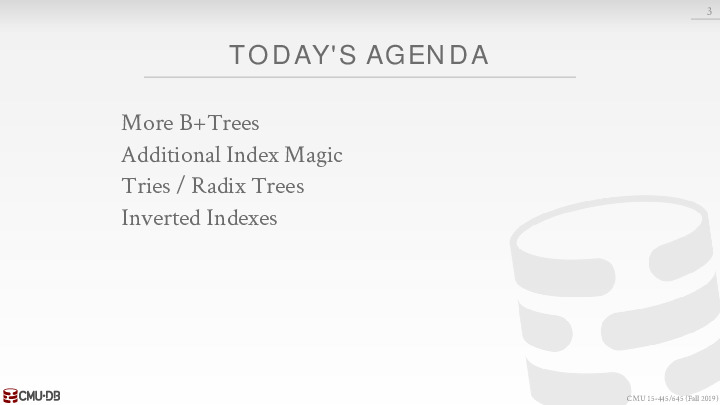 3
TODAY'S AGENDA
More B+Trees
Additional Index Magic
Tries / Radix Trees
Inverted Indexes
CMU·DB
CMU 15-445/645 (Fall 2019)